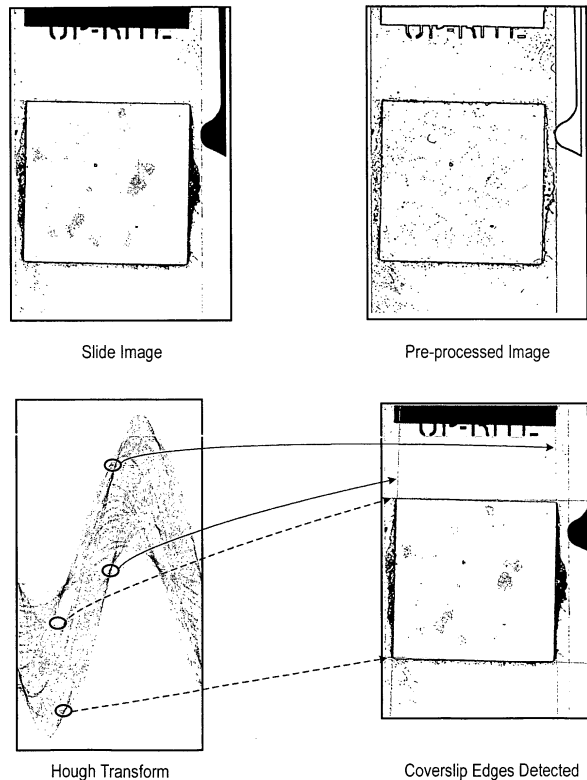 Slide Image
Pre-processed Image
Hough Transform
Coverslip Edges Detected